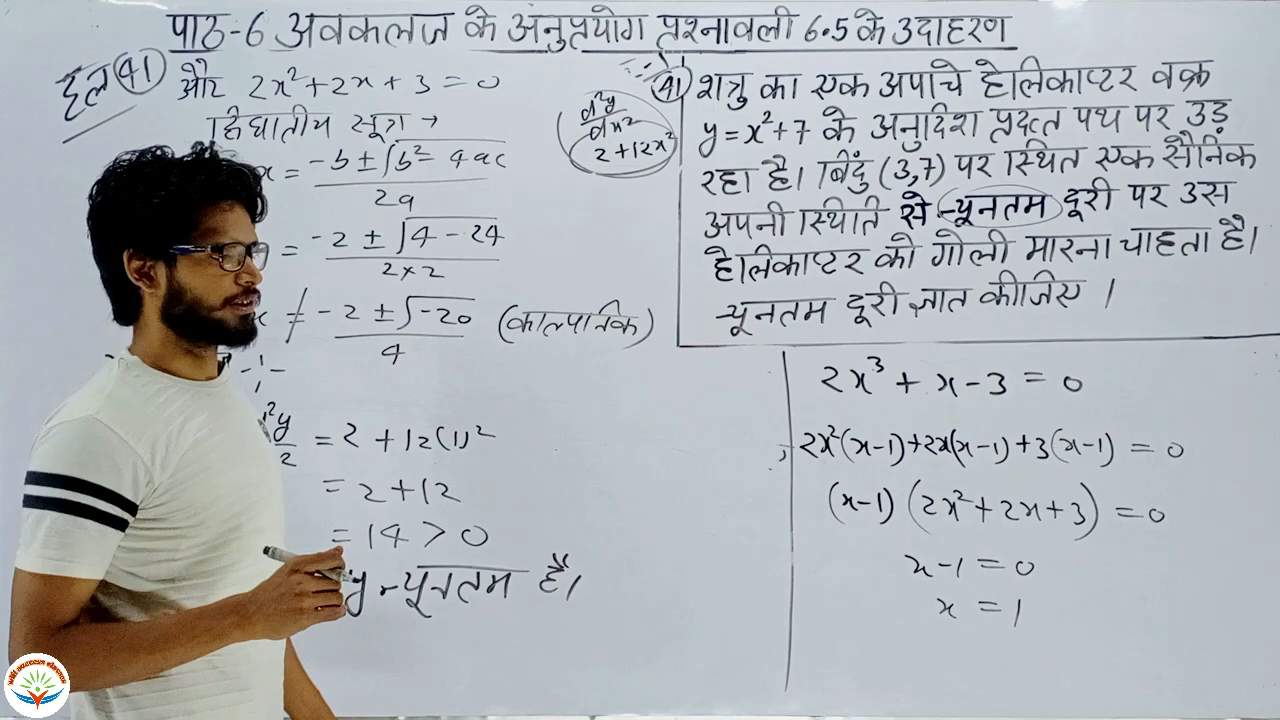 पाठ-6 अवकलज के अनुप्रयोग प्रश्नावली 6.5 के उदाहरण
हल 41
और 2x²+2x+3=0
द्विघातीय सूत्र →
x = (-b ± √(b²-4ac))/2a
= (-2 ± √(4-24))/(2×2)
x ≠ (-2 ± √(-20))/4 (काल्पनिक)
= 2+12(1)²
= 2+12
= 14 > 0
y न्यूनतम है।
d²y/dx²
2+12x²
41 शत्रु का एक अपाचे हेलिकाप्टर वक्र
y=x²+7 के अनुदिश प्रदत्त पथ पर उड़
रहा है। बिंदु (3,7) पर स्थित एक सैनिक
अपनी स्थिति से न्यूनतम दूरी पर उस
हेलिकाप्टर को गोली मारना चाहता है।
न्यूनतम दूरी ज्ञात कीजिए।
2x³+x-3=0
2x²(x-1)+2x(x-1)+3(x-1)=0
(x-1)(2x²+2x+3)=0
x-1=0
x=1